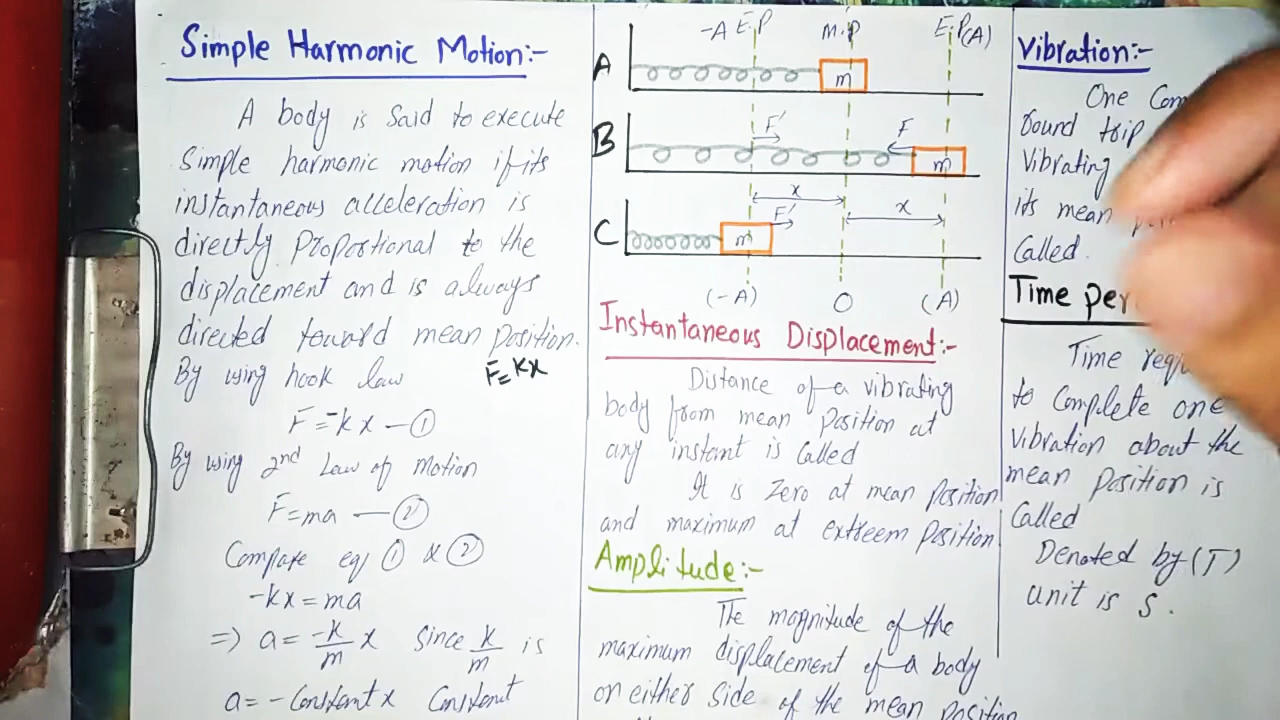 Simple Harmonic Motion:-
A body is said to execute
Simple harmonic motion if its
instantaneous acceleration is
directly proportional to the
displacement and is always
directed toward mean position.
By using hook law F=kx
F=-kx—①
By using 2nd Law of motion
F=ma—②
Compare eq ① & ②
-kx=ma
=> a=-k/m x since k/m is
a=-Constant x Constant
-A E.P m.p E.P(A)
A m
B F' F m
x
x
C m F'
(-A) O (A)
Instantaneous Displacement:-
Distance of a vibrating
body from mean position at
any instant is Called
It is zero at mean position
and maximum at extreem position
Amplitude:-
The magnitude of the
maximum displacement of a body
on either side of the mean position
Vibration:-
One
round trip
Vibrating
its mean
Called.
Time
Time
to Complete one
Vibration about the
mean position is
Called
Denoted by (T)
unit is S.